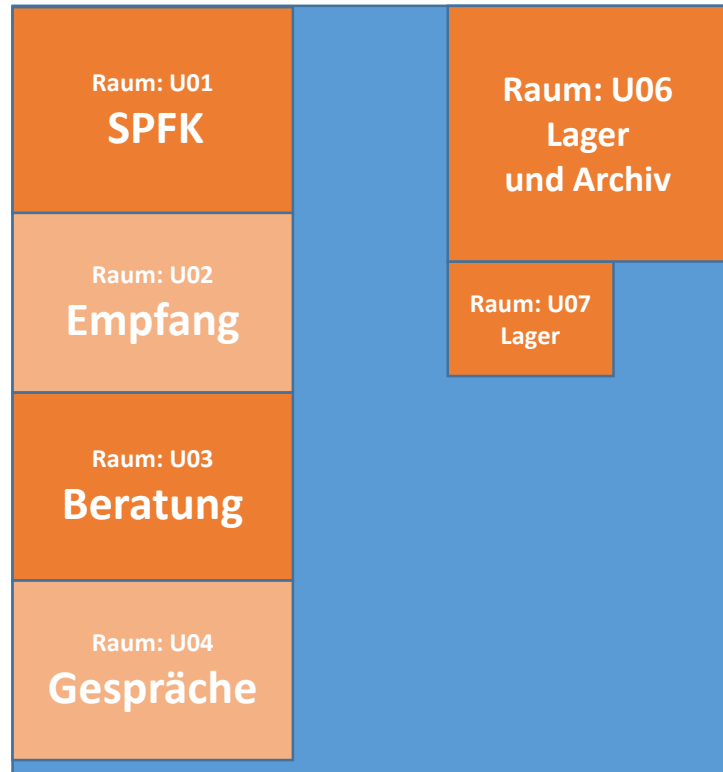 Raum: U01
SPFK
Raum: U02
Empfang
Raum: U03
Beratung
Raum: U04
Gespräche
Raum: U06
Lager
und Archiv
Raum: U07
Lager